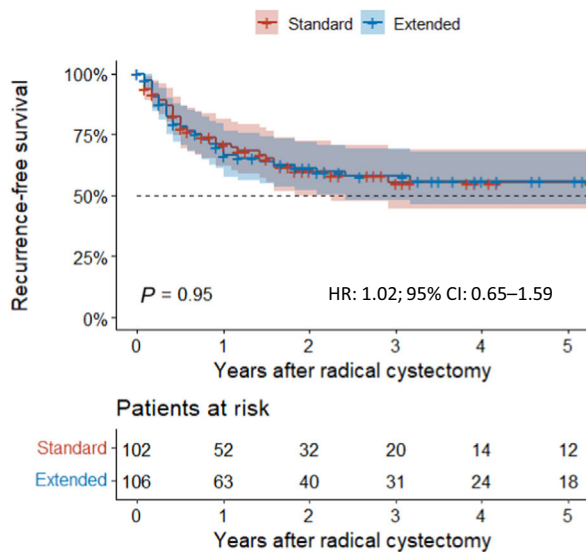 Standard Extended
100%
75%
50%
25%
0%
Recurrence-free survival
P = 0.95 HR: 1.02; 95% CI: 0.65–1.59
0 1 2 3 4 5
Years after radical cystectomy
Patients at risk
Standard 102 52 32 20 14 12
Extended 106 63 40 31 24 18
0 1 2 3 4 5
Years after radical cystectomy